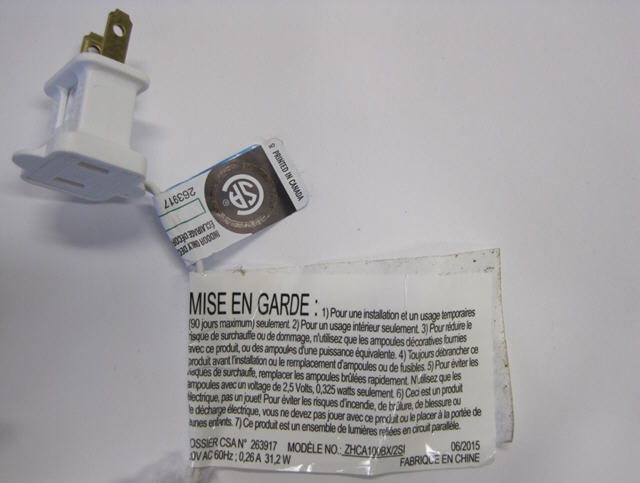 PRINTED IN CANADA
263917
INDOOR ONLY DEC
ÉCLAIRAGE DÉCOR
MISE EN GARDE : 1) Pour une installation et un usage temporaires
(90 jours maximum) seulement. 2) Pour un usage intérieur seulement. 3) Pour réduire le
risque de surchauffe ou de dommage, n'utilisez que les ampoules décoratives fournies
avec ce produit, ou des ampoules d'une puissance équivalente. 4) Toujours débrancher ce
produit avant l'installation ou le remplacement d'ampoules ou de fusibles. 5) Pour éviter les
risques de surchauffe, remplacer les ampoules brûlées rapidement. N'utilisez que les
ampoules avec un voltage de 2,5 Volts, 0,325 watts seulement. 6) Ceci est un produit
électrique, pas un jouet! Pour éviter les risques d'incendie, de brûlure, de blessure ou
de décharge électrique, vous ne devez pas jouer avec ce produit ou le placer à la portée de
jeunes enfants. 7) Ce produit est un ensemble de lumières reliées en circuit parallèle.
DOSSIER CSA N° 263917 MODÈLE NO.: ZHCA100BX/2SI 06/2015
0V AC 60Hz ; 0,26 A 31,2 W FABRIQUÉ EN CHINE